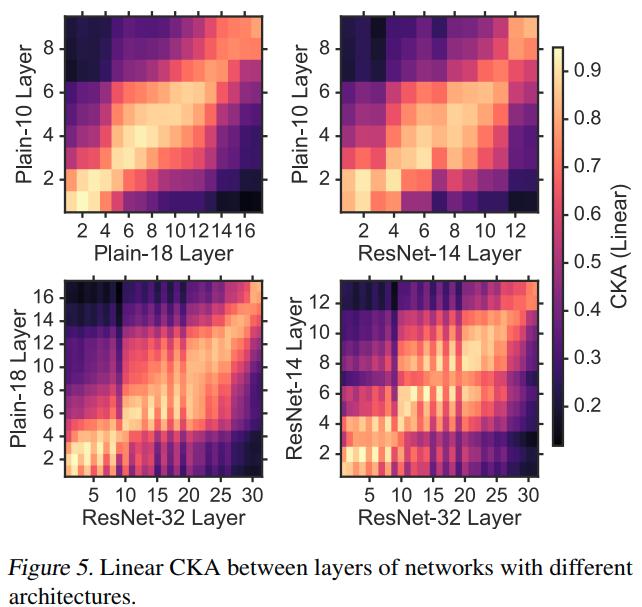 8
6
4
2
Plain-10 Layer
2 4 6 8 10 12 14 16
Plain-18 Layer
8
6
4
2
Plain-10 Layer
2 4 6 8 10 12
ResNet-14 Layer
0.9
0.8
0.7
0.6
0.5
0.4
0.3
0.2
CKA (Linear)
16
14
12
10
8
6
4
2
Plain-18 Layer
5 10 15 20 25 30
ResNet-32 Layer
12
10
8
6
4
2
ResNet-14 Layer
5 10 15 20 25 30
ResNet-32 Layer
Figure 5. Linear CKA between layers of networks with different
architectures.